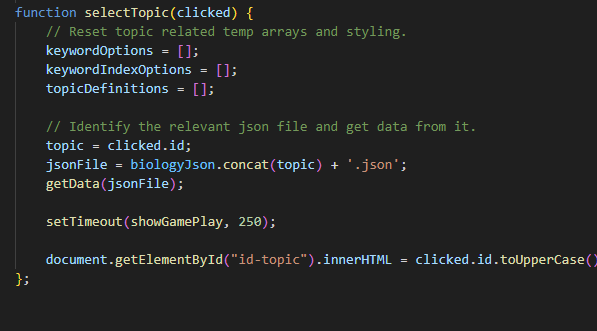 function selectTopic(clicked) {
// Reset topic related temp arrays and styling.
keywordOptions = [];
keywordIndexOptions = [];
topicDefinitions = [];
// Identify the relevant json file and get data from it.
topic = clicked.id;
jsonFile = biologyJson.concat(topic) + '.json';
getData(jsonFile);
setTimeout(showGamePlay, 250);
document.getElementById("id-topic").innerHTML = clicked.id.toUpperCase()
};